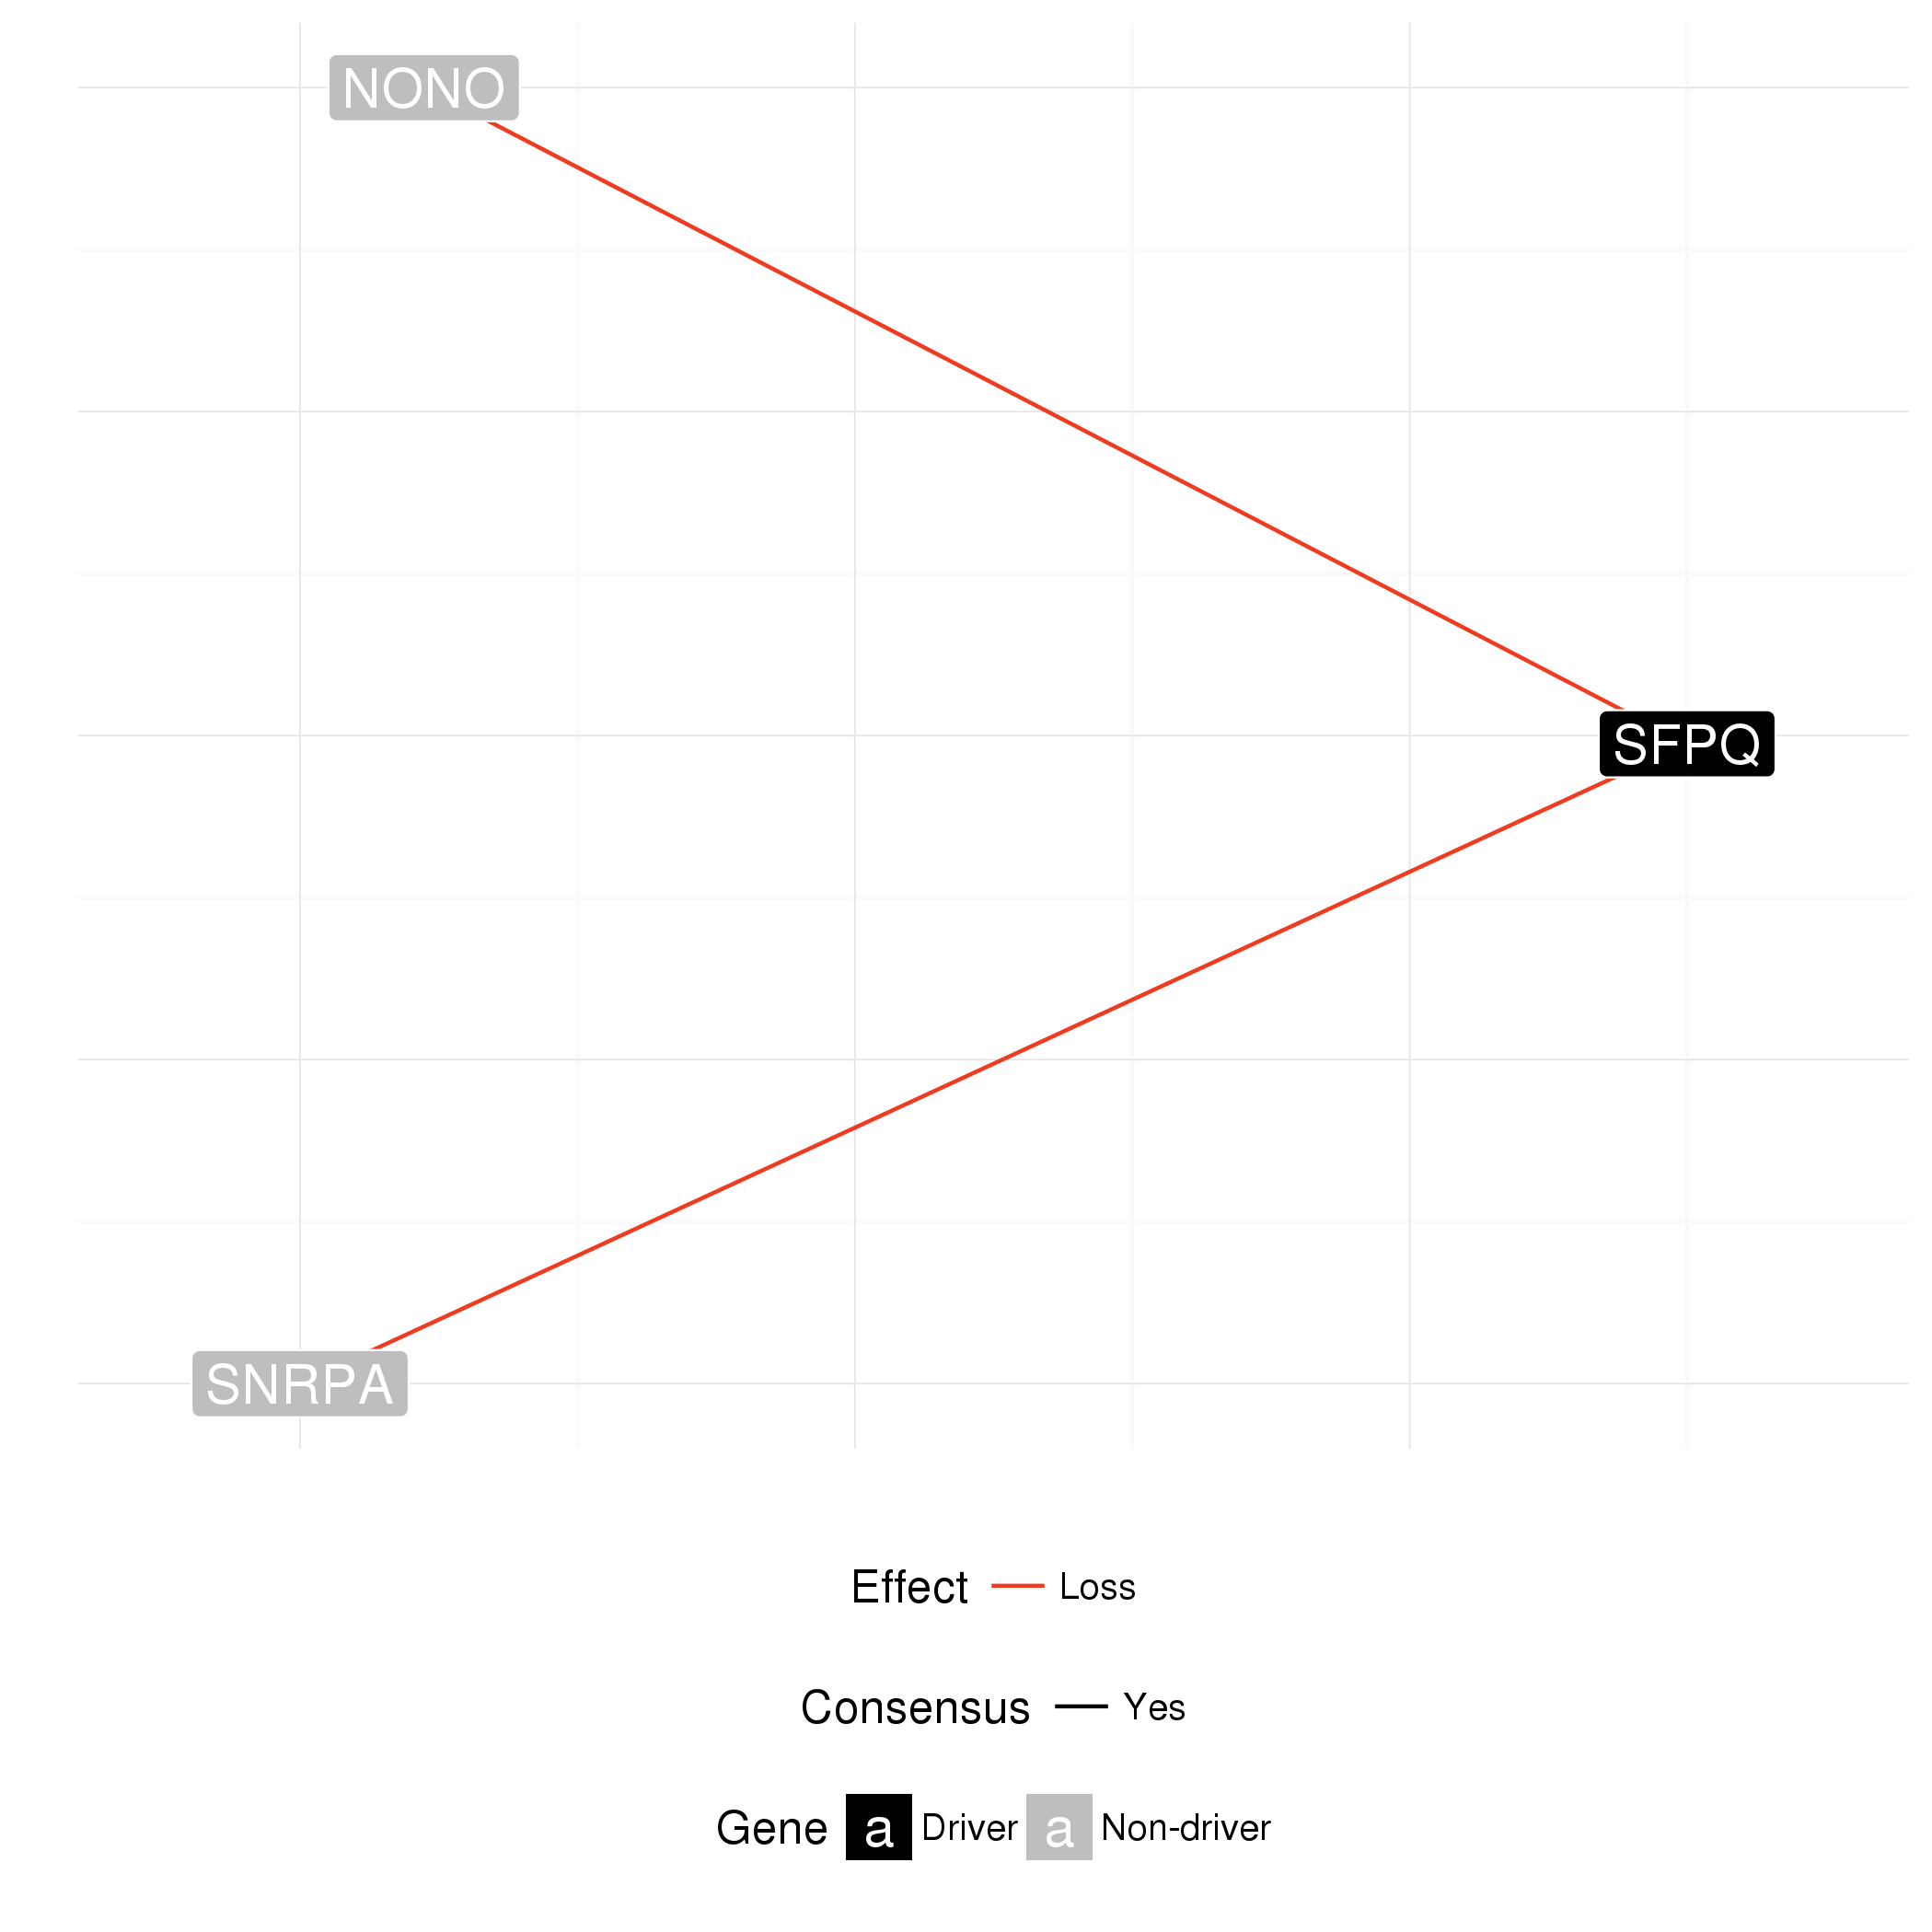 NONO
SFPQ
SNRPA
Effect Loss
Consensus Yes
Gene a Driver a Non-driver